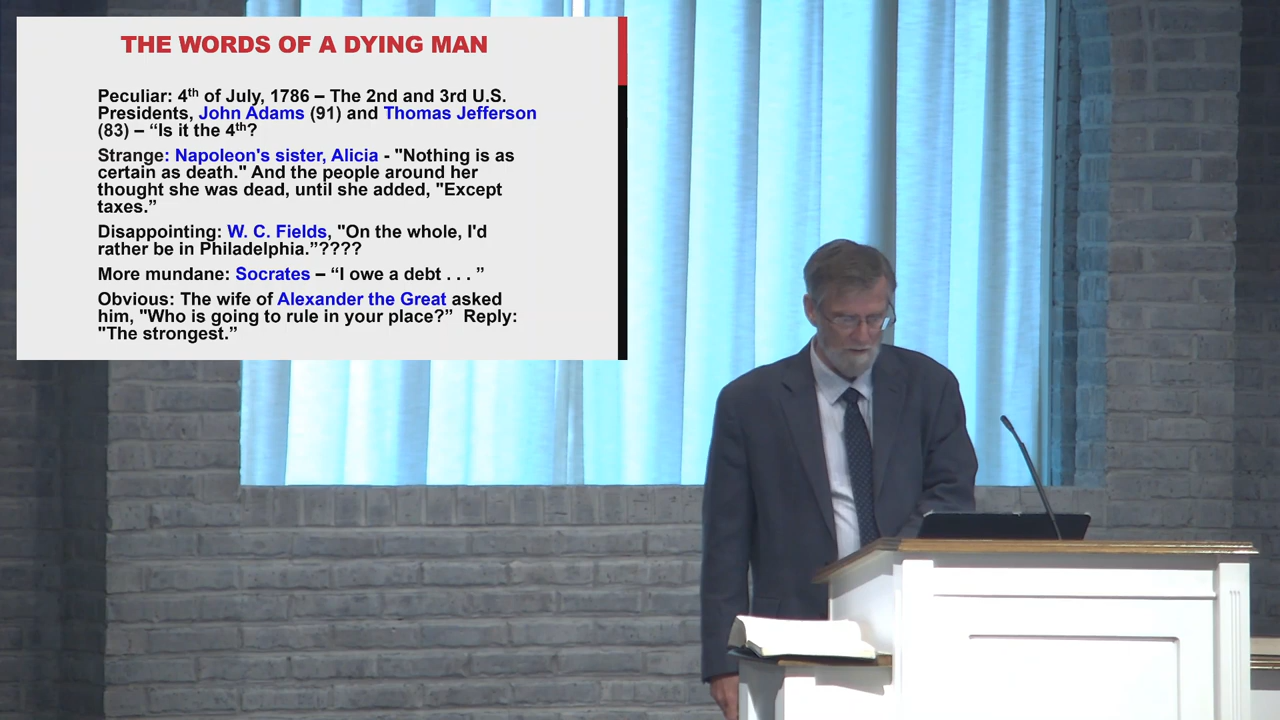 THE WORDS OF A DYING MAN
Peculiar: 4th of July, 1786 – The 2nd and 3rd U.S.
Presidents, John Adams (91) and Thomas Jefferson
(83) – “Is it the 4th?
Strange: Napoleon's sister, Alicia - "Nothing is as
certain as death." And the people around her
thought she was dead, until she added, "Except
taxes.”
Disappointing: W. C. Fields, "On the whole, I'd
rather be in Philadelphia.”????
More mundane: Socrates – “I owe a debt . . . ”
Obvious: The wife of Alexander the Great asked
him, "Who is going to rule in your place?”  Reply:
"The strongest.”